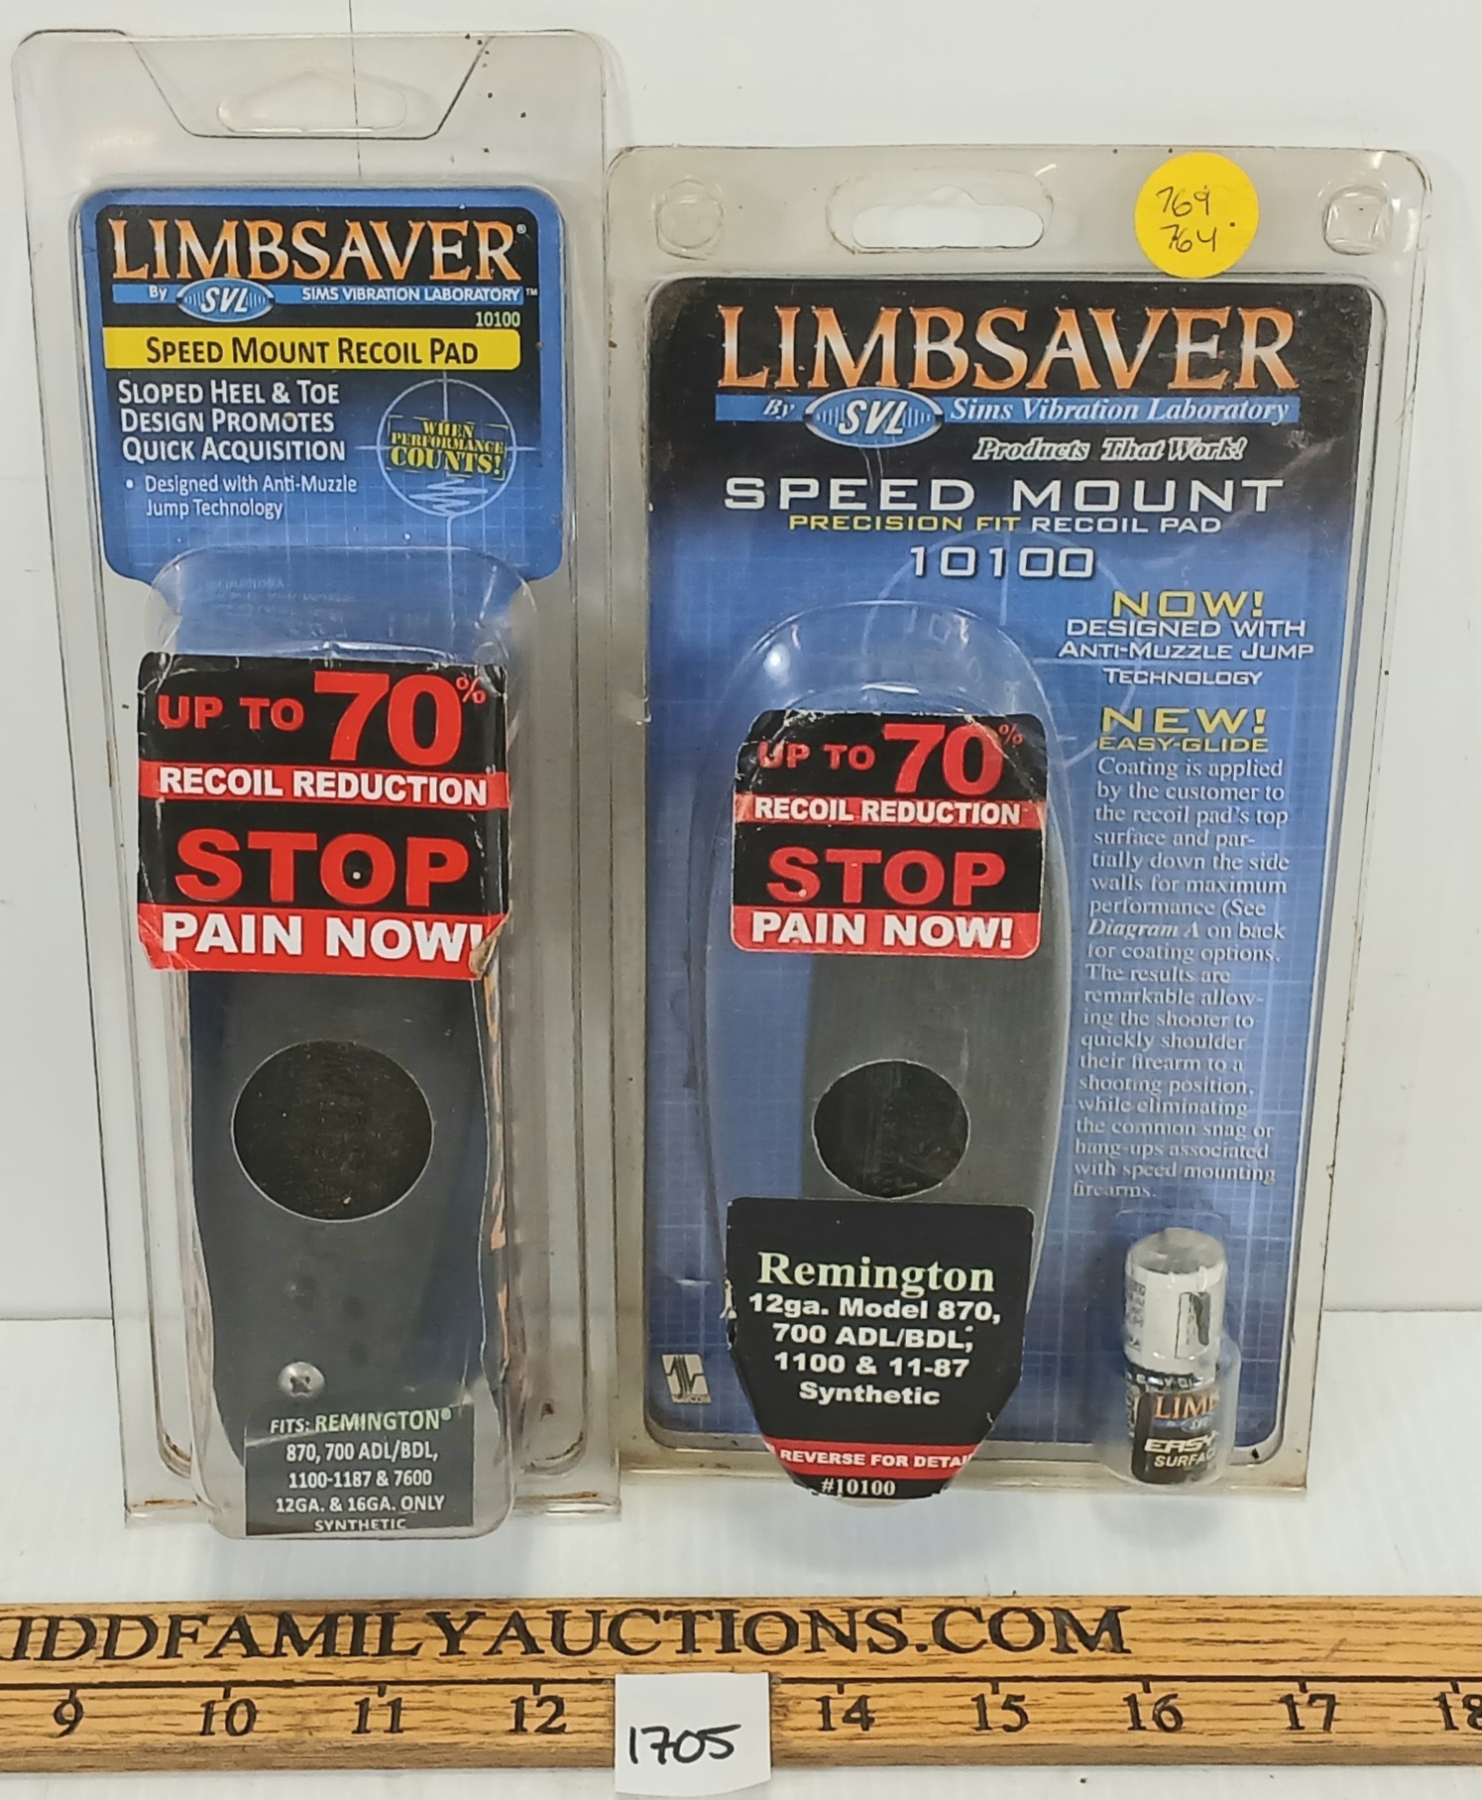 LIMBSAVER®
By SVL SIMS VIBRATION LABORATORY™
10100
SPEED MOUNT RECOIL PAD
SLOPED HEEL & TOE
DESIGN PROMOTES
QUICK ACQUISITION
• Designed with Anti-Muzzle
Jump Technology
WHEN
PERFORMANCE
COUNTS!
UP TO 70%
RECOIL REDUCTION
STOP
PAIN NOW!
FITS: REMINGTON®
870, 700 ADL/BDL,
1100-1187 & 7600
12GA. & 16GA. ONLY
SYNTHETIC
769
764
LIMBSAVER
By SVL Sims Vibration Laboratory
Products That Work!
SPEED MOUNT
PRECISION FIT RECOIL PAD
10100
NOW!
DESIGNED WITH
ANTI-MUZZLE JUMP
TECHNOLOGY
NEW!
EASY-GLIDE
Coating is applied
by the customer to
the recoil pad's top
surface and par-
tially down the side
walls for maximum
performance (See
Diagram A on back
for coating options.
The results are
remarkable allow-
ing the shooter to
quickly shoulder
their firearm to a
shooting position,
while eliminating
the common snag or
hang-ups associated
with speed mounting
firearms.
UP TO 70%
RECOIL REDUCTION
STOP
PAIN NOW!
Remington
12ga. Model 870,
700 ADL/BDL,
1100 & 11-87
Synthetic
REVERSE FOR DETAI
#10100
LIMB
EASY
SURFA
IDDFAMILYAUCTIONS.COM
9 10 11 12 14 15 16 17 18
1705